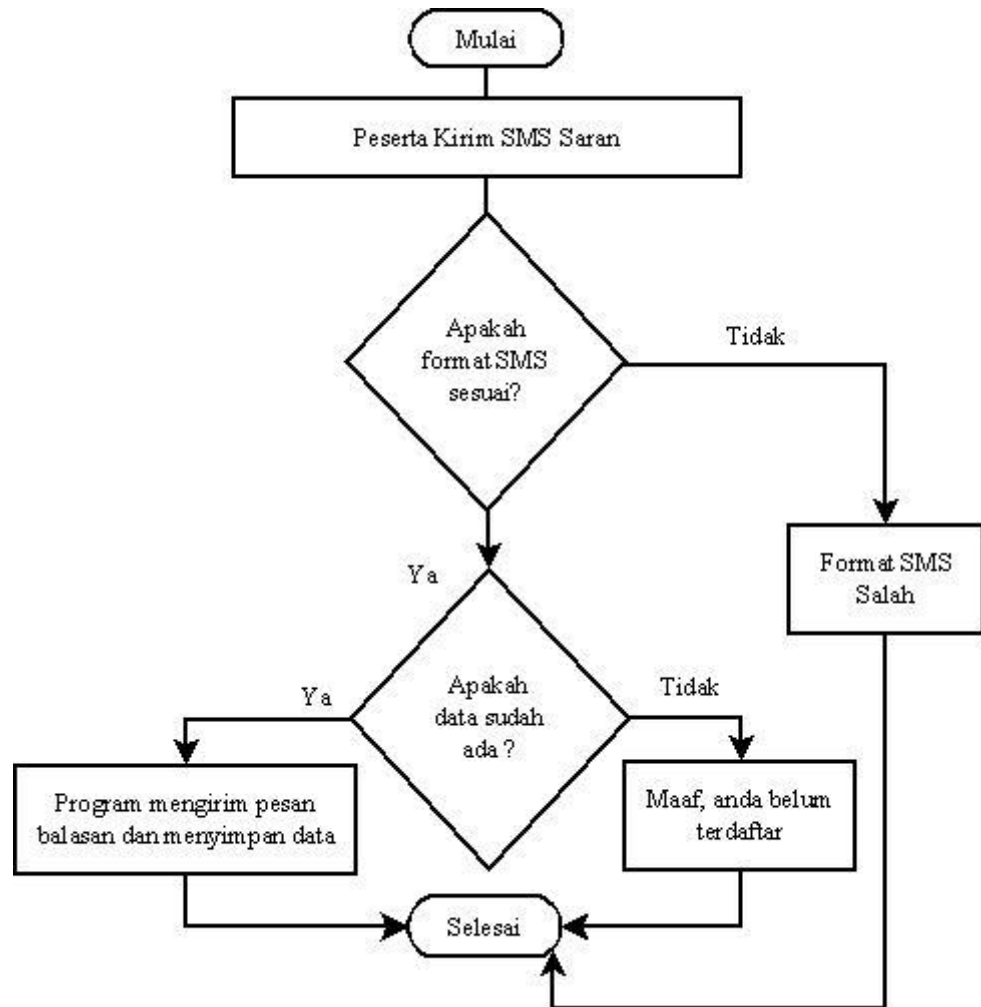 Mulai
Peserta Kirim SMS Saran
Apakah
format SMS
sesuai?
Tidak
Format SMS
Salah
Ya
Apakah
data sudah
ada ?
Ya
Tidak
Program mengirim pesan
balasan dan menyimpan data
Maaf, anda belum
terdaftar
Selesai